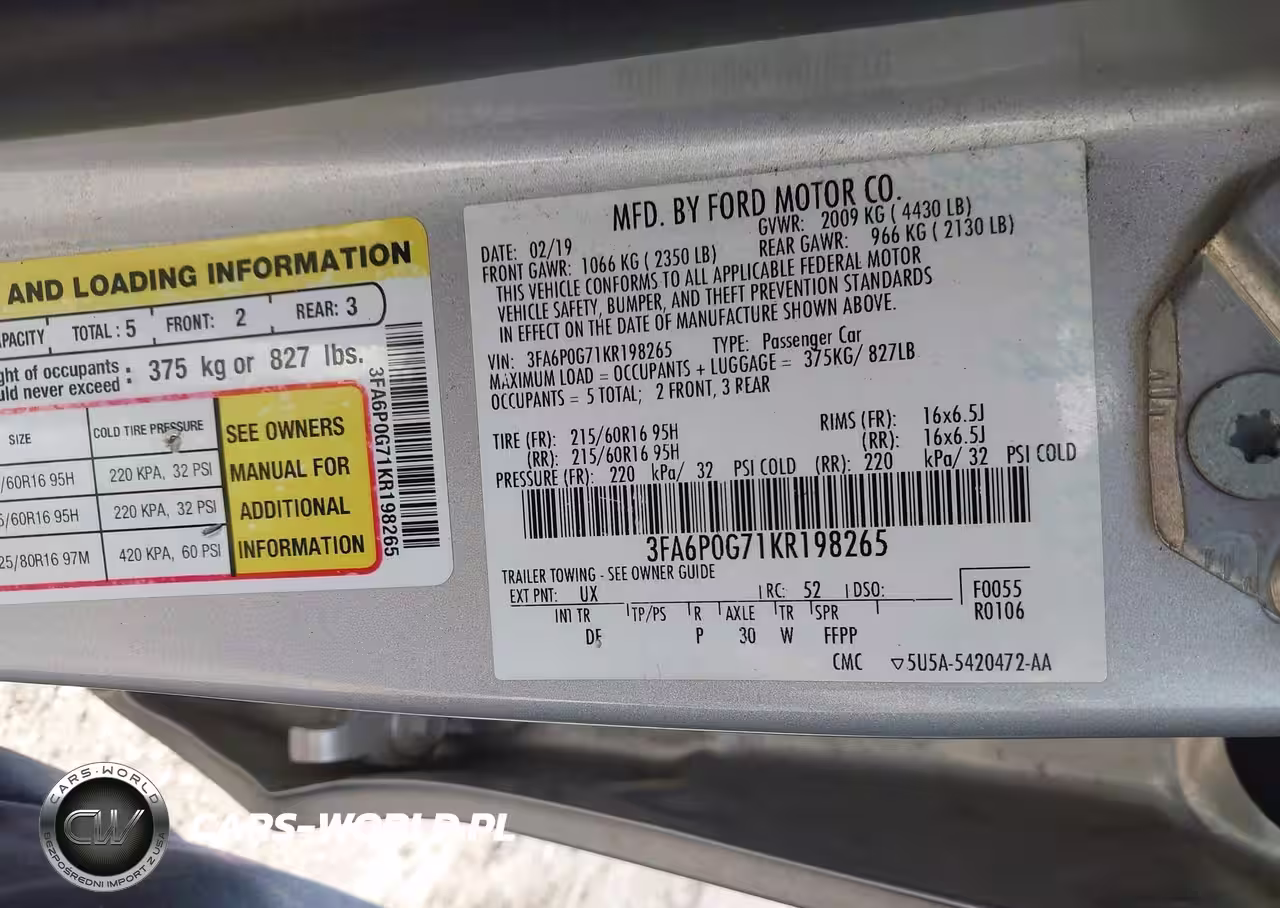 AND LOADING INFORMATION
TOTAL : 5 FRONT: 2 REAR: 3
of occupants : 375 kg or 827 lbs.
never exceed
SIZE COLD TIRE PRESSURE
/60R16 95H 220 KPA, 32 PSI
/60R16 95H 220 KPA, 32 PSI
25/80R16 97M 420 KPA, 60 PSI
SEE OWNERS
MANUAL FOR
ADDITIONAL
INFORMATION
3FA6P0G71KR198265
MFD. BY FORD MOTOR CO.
DATE: 02/19 GVWR: 2009 KG ( 4430 LB)
FRONT GAWR: 1066 KG ( 2350 LB) REAR GAWR: 966 KG ( 2130 LB)
THIS VEHICLE CONFORMS TO ALL APPLICABLE FEDERAL MOTOR
VEHICLE SAFETY, BUMPER, AND THEFT PREVENTION STANDARDS
IN EFFECT ON THE DATE OF MANUFACTURE SHOWN ABOVE.
VIN: 3FA6P0G71KR198265 TYPE: Passenger Car
MAXIMUM LOAD = OCCUPANTS + LUGGAGE = 375KG/ 827LB
OCCUPANTS = 5 TOTAL; 2 FRONT, 3 REAR
TIRE (FR): 215/60R16 95H RIMS (FR): 16x6.5J
(RR): 215/60R16 95H (RR): 16x6.5J
PRESSURE (FR): 220 kPa/ 32 PSI COLD (RR): 220 kPa/ 32 PSI COLD
3FA6P0G71KR198265
TRAILER TOWING - SEE OWNER GUIDE
EXT PNT: UX RC: 52 DSO: F0055
INT TR TP/PS R AXLE TR SPR R0106
P 30 W FFPP
CMC ▽5U5A-5420472-AA
CARS-WORLD
CW
BEZPOŚREDNI IMPORT Z USA
CARS-WORLD.PL